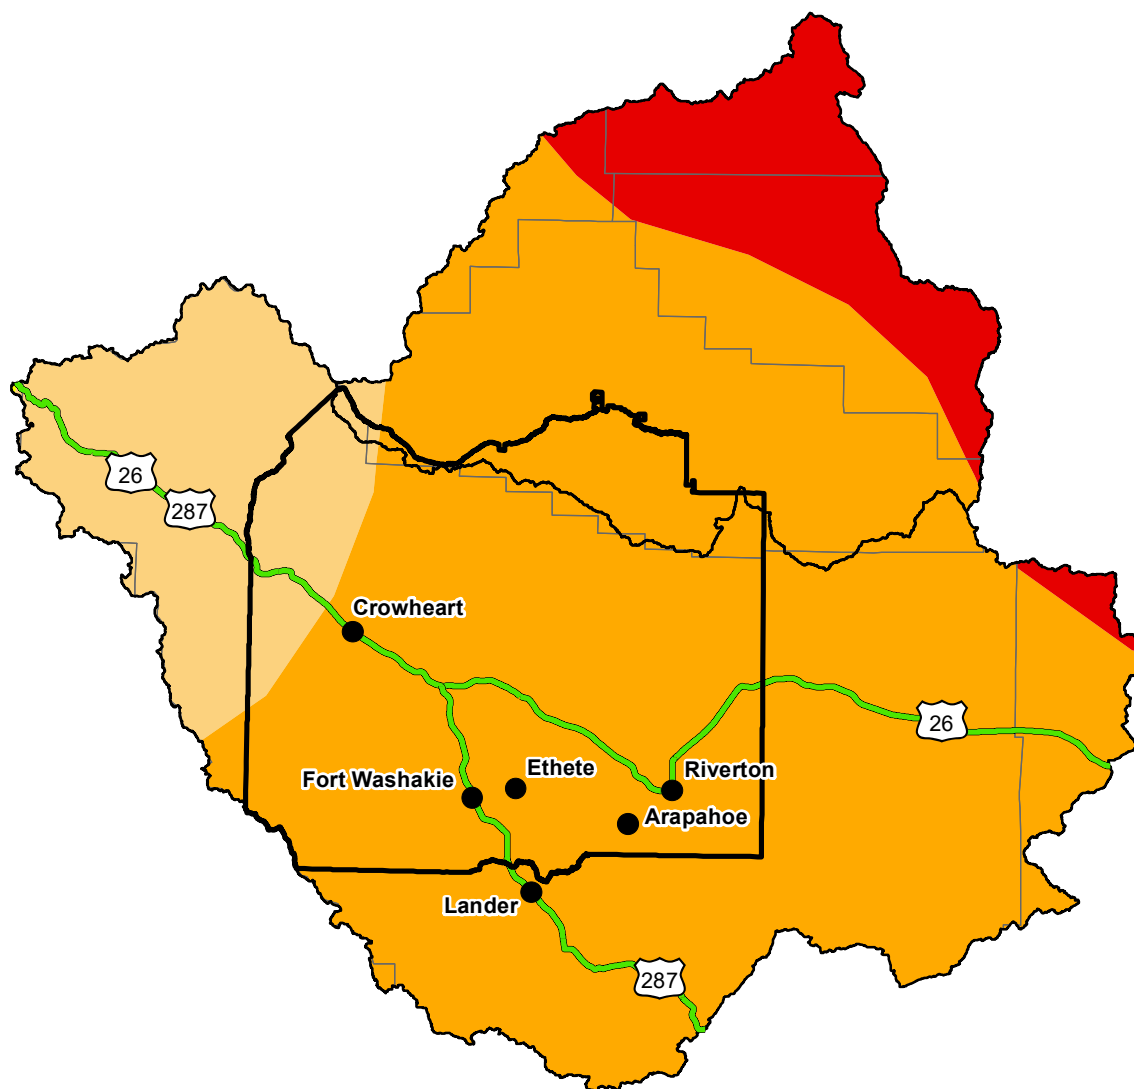 26
287
Crowheart
26
Ethete
Riverton
Fort Washakie
Arapahoe
Lander
287